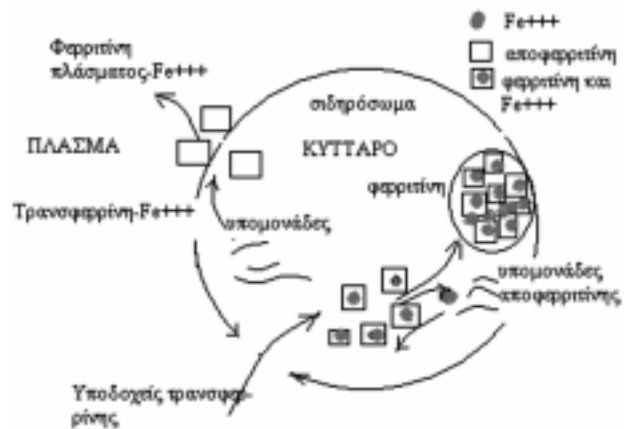 Fe+++
αποφερριτίνη
φερριτίνη και
Fe+++
Φερριτίνη
πλάσματος-Fe+++
σιδηρόσωμα
ΠΛΑΣΜΑ
ΚΥΤΤΑΡΟ
φερριτίνη
Τρανσφερρίνη-Fe+++
υπομονάδες
υπομονάδες
αποφερριτίνης
Υποδοχείς τρανσφερ-
ρίνης